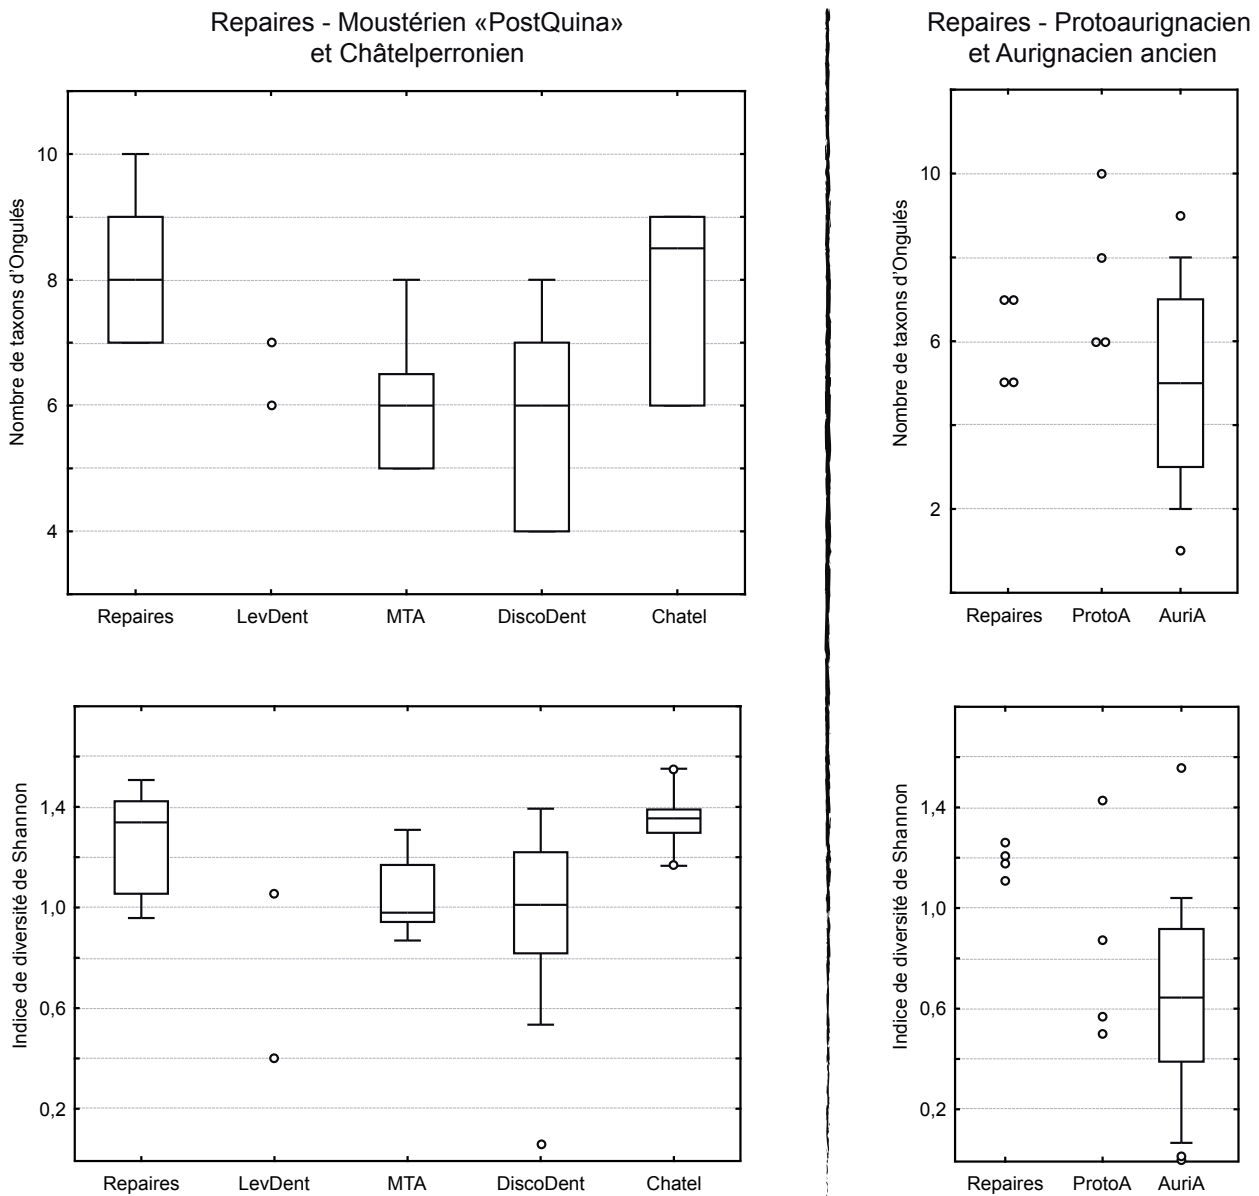 Repaires - Moustérien «PostQuina»
et Châtelperronien
Nombre de taxons d'Ongulés
10
8
6
4
Repaires LevDent MTA DiscoDent Chatel
Repaires - Protoaurignacien
et Aurignacien ancien
Nombre de taxons d'Ongulés
10
6
2
Repaires ProtoA AuriA
Indice de diversité de Shannon
1,4
1,0
0,6
0,2
Repaires LevDent MTA DiscoDent Chatel
Indice de diversité de Shannon
1,4
1,0
0,6
0,2
Repaires ProtoA AuriA